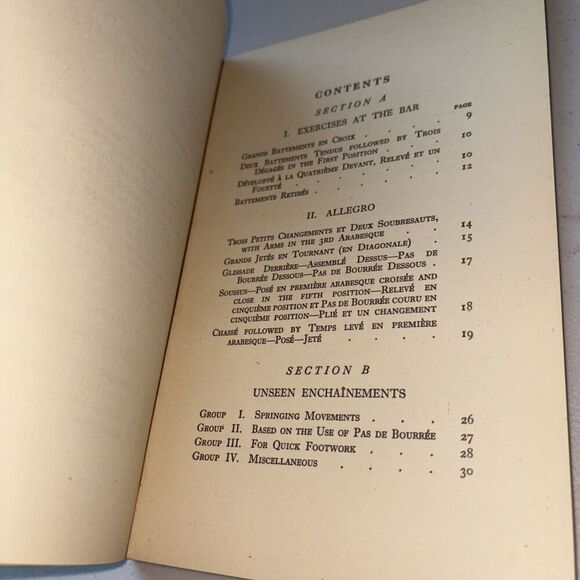 CONTENTS
SECTION A
I. EXERCISES AT THE BAR
PAGE
GRANDS BATTEMENTS EN CROIX . . . . 9
DEUX BATTEMENTS TENDUS FOLLOWED BY TROIS
DÉGAGÉS IN THE FIRST POSITION . . . 10
DÉVELOPTÉ À LA QUATRIÈME DEVANT, RELEVÉ ET UN
FOUETTÉ . . . . . 10
BATTEMENTS RETIRÉS . . . . . 12
II. ALLEGRO
TROIS PETITS CHANGEMENTS ET DEUX SOUBRESAUTS,
WITH ARMS IN THE 3RD ARABESQUE . . 14
GRANDS JETÉS EN TOURNANT (EN DIAGONALE) . . 15
GLISSADE DERRIÈRE—ASSEMBLÉ DESSUS—PAS DE
BOURRÉE DESSUS—PAS DE BOURRÉE DESSOUS . 17
SOUSSUS—POSÉ EN PREMIÈRE ARABESQUE CROISÉE AND
CLOSE IN THE FIFTH POSITION—RELEVÉ EN
CINQUIÈME POSITION ET PAS DE BOURRÉE COURU EN
CINQUIÈME POSITION—PLIÉ ET UN CHANGEMENT 18
CHASSÉ FOLLOWED BY TEMPS LEVÉ EN PREMIÈRE
ARABESQUE—POSÉ—JETÉ . . . . 19
SECTION B
UNSEEN ENCHAÎNEMENTS
GROUP I. SPRINGING MOVEMENTS . . . 26
GROUP II. BASED ON THE USE OF PAS DE BOURRÉE 27
GROUP III. FOR QUICK FOOTWORK . . . 28
GROUP IV. MISCELLANEOUS . . . . 30